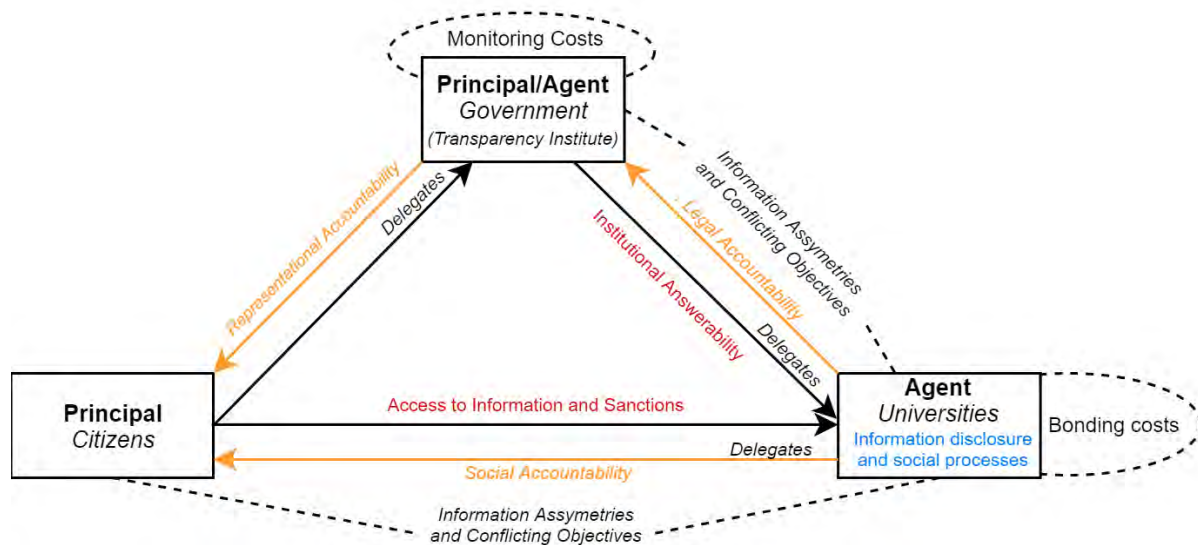 Monitoring Costs
Principal/Agent
Government
(Transparency Institute)
Representational Accountability
Delegates
Information Assymetries
and Conflicting Objectives
Legal Accountability
Institutional Answerability
Delegates
Principal
Citizens
Access to Information and Sanctions
Agent
Universities
Information disclosure
and social processes
Bonding costs
Delegates
Social Accountability
Information Assymetries
and Conflicting Objectives